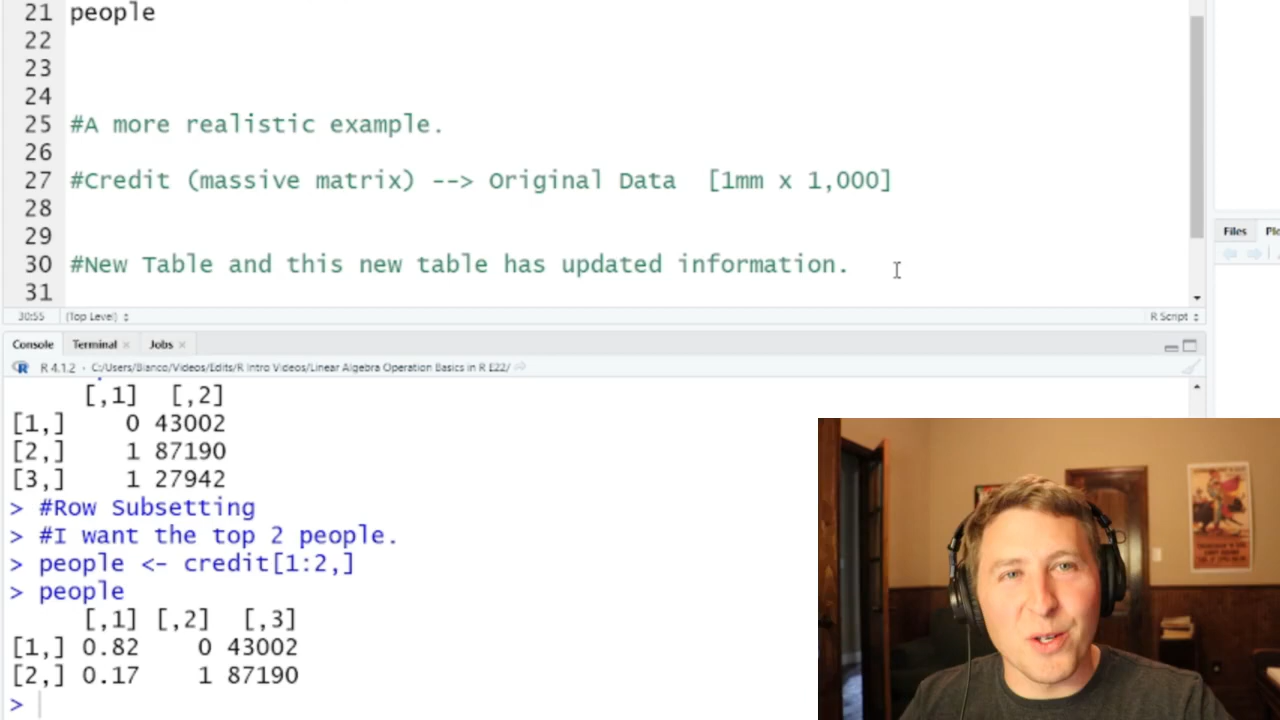 21 people
22
23
24
25 #A more realistic example.
26
27 #Credit (massive matrix) --> Original Data [1mm x 1,000]
28
29
30 #New Table and this new table has updated information.
31
30:55 (Top Level) R Script
Files
Console Terminal Jobs
R 4.1.2 · C:/Users/Bianco/Videos/Edits/R Intro Videos/Linear Algebra Operation Basics in R E22/
[,1] [,2]
[1,] 0 43002
[2,] 1 87190
[3,] 1 27942
> #Row Subsetting
> #I want the top 2 people.
> people <- credit[1:2,]
> people
[,1] [,2] [,3]
[1,] 0.82 0 43002
[2,] 0.17 1 87190
>